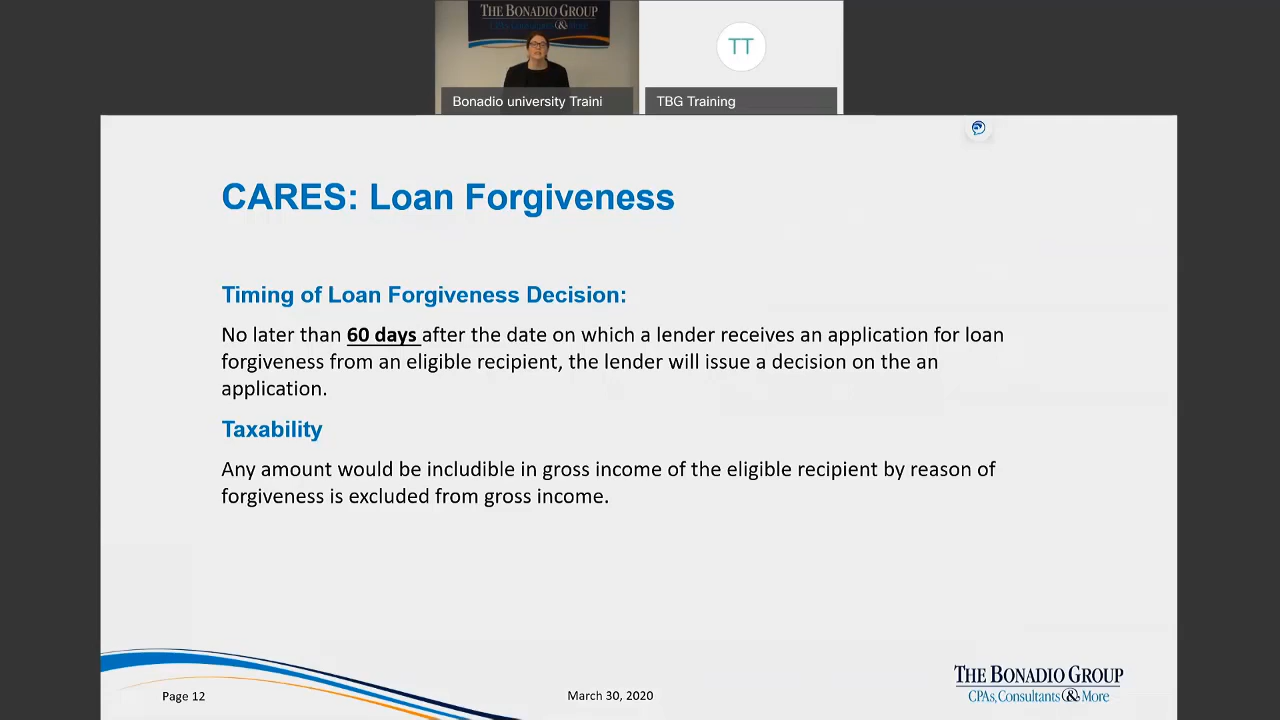 THE BONADIO GROUP
CPAs, Consultants & More
Bonadio university Traini
TT
TBG Training
CARES: Loan Forgiveness
Timing of Loan Forgiveness Decision:
No later than 60 days after the date on which a lender receives an application for loan
forgiveness from an eligible recipient, the lender will issue a decision on the an
application.
Taxability
Any amount would be includible in gross income of the eligible recipient by reason of
forgiveness is excluded from gross income.
Page 12
March 30, 2020
THE BONADIO GROUP
CPAs, Consultants & More